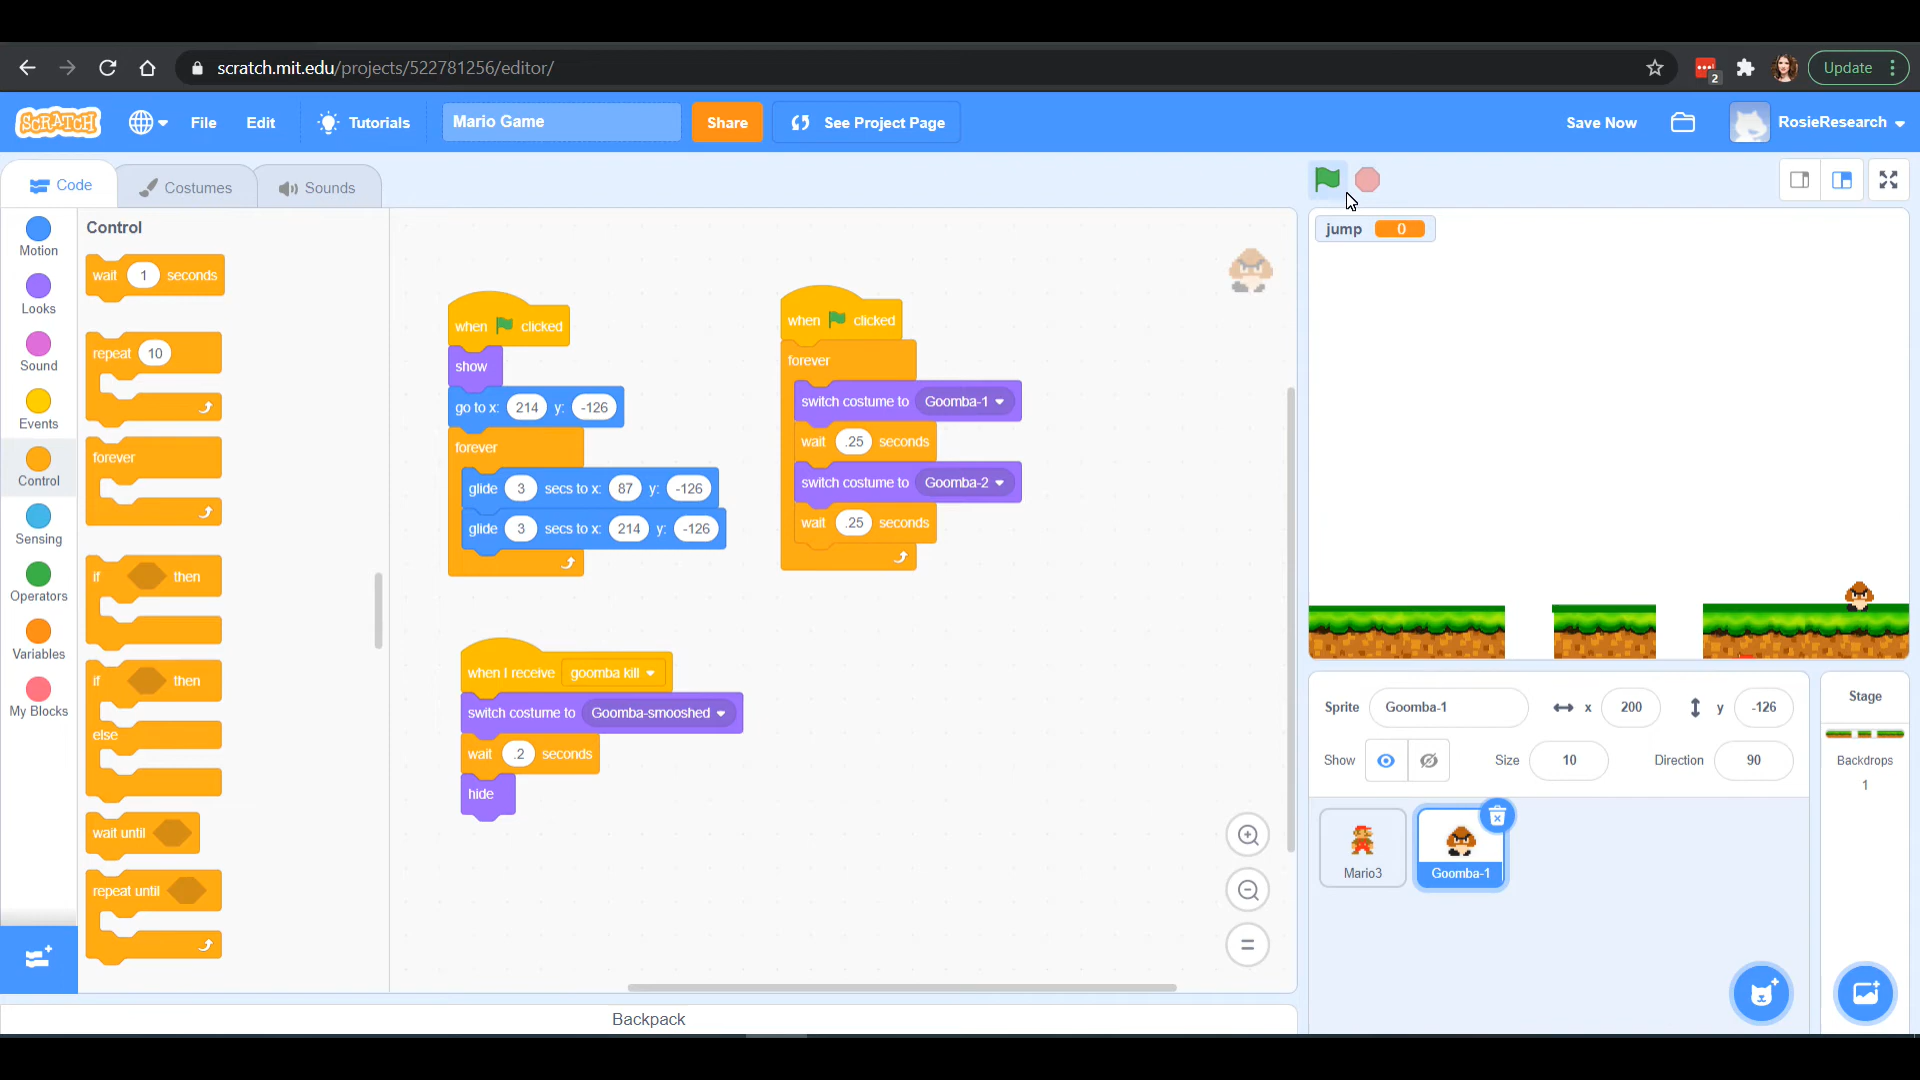 scratch.mit.edu/projects/522781256/editor/
2
Update
SCRATCH
File
Edit
Tutorials
Mario Game
Share
See Project Page
Save Now
RosieResearch
Code
Costumes
Sounds
Motion
Looks
Sound
Events
Control
Sensing
Operators
Variables
My Blocks
Control
wait 1 seconds
repeat 10
forever
if then
if then
else
wait until
repeat until
when clicked
show
go to x: 214 y: -126
forever
glide 3 secs to x: 87 y: -126
glide 3 secs to x: 214 y: -126
when clicked
forever
switch costume to Goomba-1
wait .25 seconds
switch costume to Goomba-2
wait .25 seconds
when I receive goomba kill
switch costume to Goomba-smooshed
wait .2 seconds
hide
Backpack
jump 0
Sprite Goomba-1 x 200 y -126
Show Size 10 Direction 90
Mario3
Goomba-1
Stage
Backdrops
1